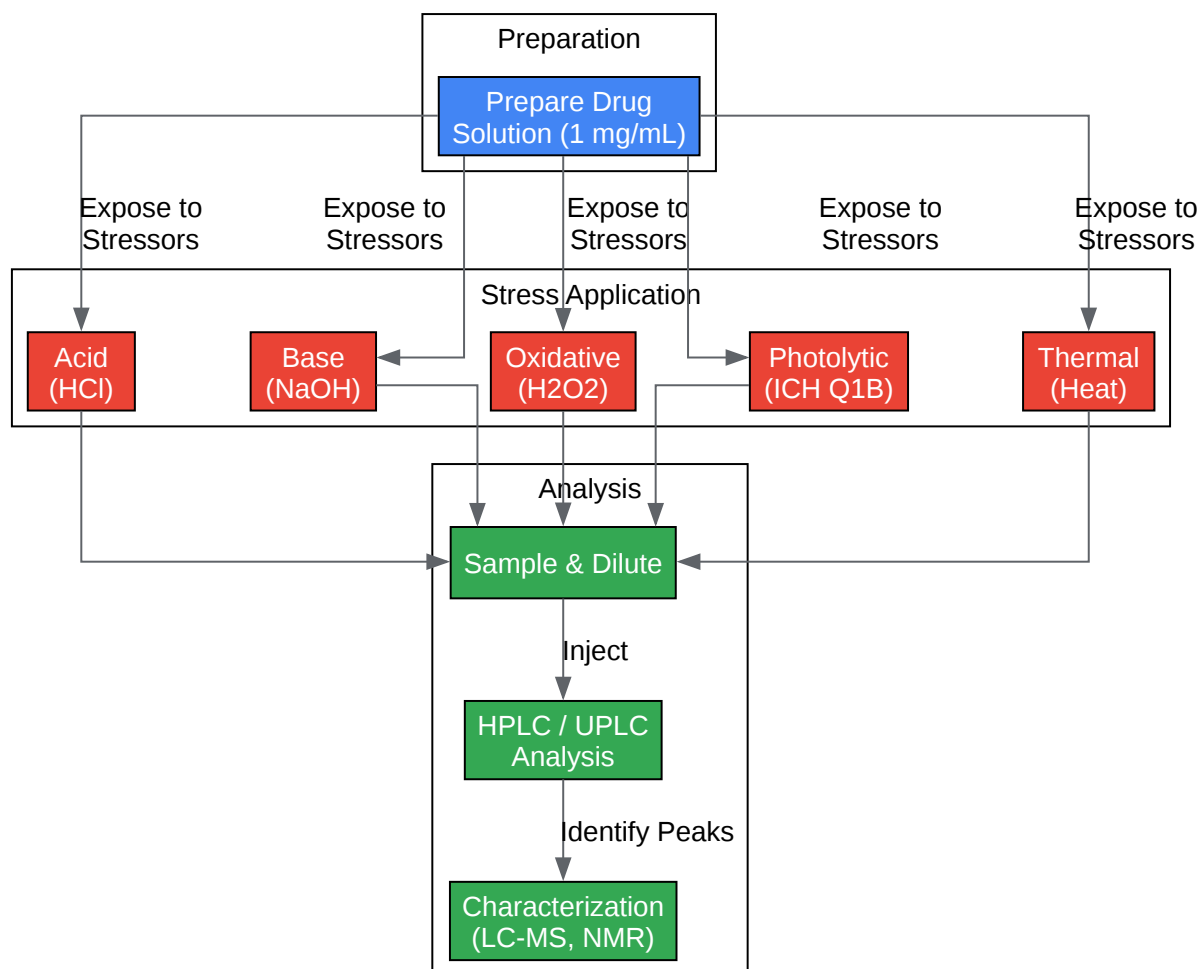 Preparation
Prepare Drug
Solution (1 mg/mL)
Expose to
Stressors
Expose to
Stressors
Expose to
Stressors
Expose to
Stressors
Expose to
Stressors
Stress Application
Acid
(HCl)
Base
(NaOH)
Oxidative
(H2O2)
Photolytic
(ICH Q1B)
Thermal
(Heat)
Analysis
Sample & Dilute
Inject
HPLC / UPLC
Analysis
Identify Peaks
Characterization
(LC-MS, NMR)